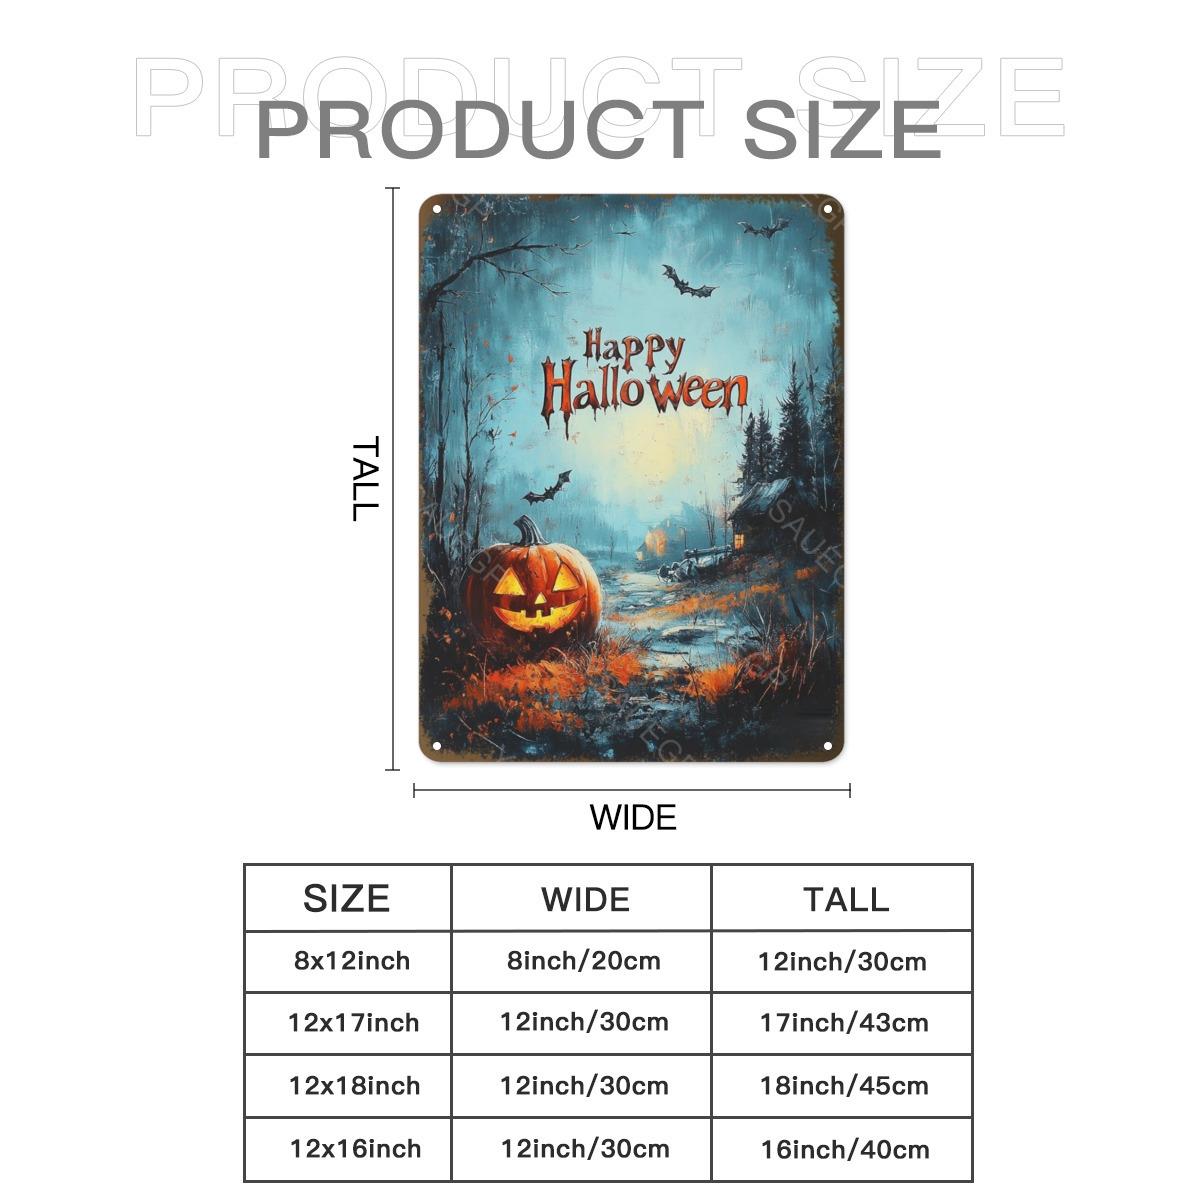 PRODUCT SIZE
PRODUCT SIZE
Happy
Halloween
TALL
WIDE
SIZE WIDE TALL
8x12inch 8inch/20cm 12inch/30cm
12x17inch 12inch/30cm 17inch/43cm
12x18inch 12inch/30cm 18inch/45cm
12x16inch 12inch/30cm 16inch/40cm